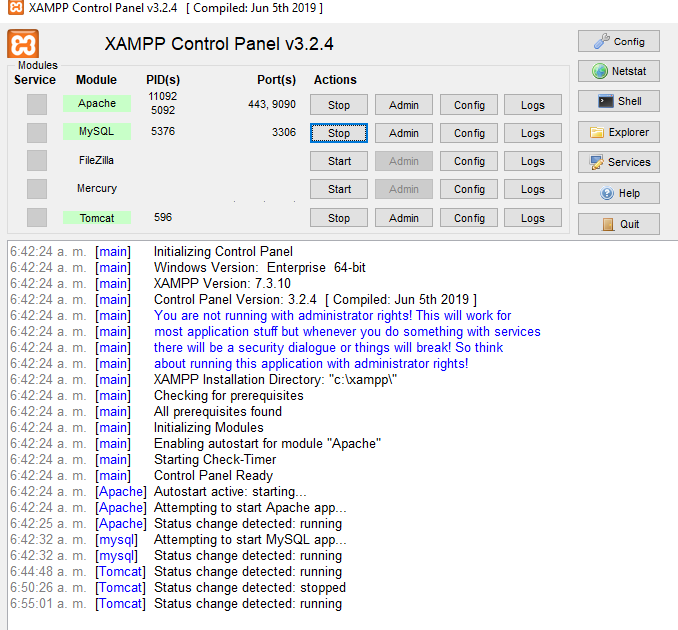 XAMPP Control Panel v3.2.4 [ Compiled: Jun 5th 2019 ]
XAMPP Control Panel v3.2.4
Config
Modules
Service Module PID(s) Port(s) Actions
Netstat
Apache 11092 5092 443, 9090 Stop Admin Config Logs
Shell
MySQL 5376 3306 Stop Admin Config Logs
Explorer
FileZilla Start Admin Config Logs
Services
Mercury Start Admin Config Logs
Help
Tomcat 596 Stop Admin Config Logs
Quit
6:42:24 a. m. [main] Initializing Control Panel
6:42:24 a. m. [main] Windows Version: Enterprise 64-bit
6:42:24 a. m. [main] XAMPP Version: 7.3.10
6:42:24 a. m. [main] Control Panel Version: 3.2.4 [ Compiled: Jun 5th 2019 ]
6:42:24 a. m. [main] You are not running with administrator rights! This will work for
6:42:24 a. m. [main] most application stuff but whenever you do something with services
6:42:24 a. m. [main] there will be a security dialogue or things will break! So think
6:42:24 a. m. [main] about running this application with administrator rights!
6:42:24 a. m. [main] XAMPP Installation Directory: "c:\xampp\"
6:42:24 a. m. [main] Checking for prerequisites
6:42:24 a. m. [main] All prerequisites found
6:42:24 a. m. [main] Initializing Modules
6:42:24 a. m. [main] Enabling autostart for module "Apache"
6:42:24 a. m. [main] Starting Check-Timer
6:42:24 a. m. [main] Control Panel Ready
6:42:24 a. m. [Apache] Autostart active: starting...
6:42:24 a. m. [Apache] Attempting to start Apache app...
6:42:25 a. m. [Apache] Status change detected: running
6:42:32 a. m. [mysql] Attempting to start MySQL app...
6:42:32 a. m. [mysql] Status change detected: running
6:44:48 a. m. [Tomcat] Status change detected: running
6:50:26 a. m. [Tomcat] Status change detected: stopped
6:55:01 a. m. [Tomcat] Status change detected: running